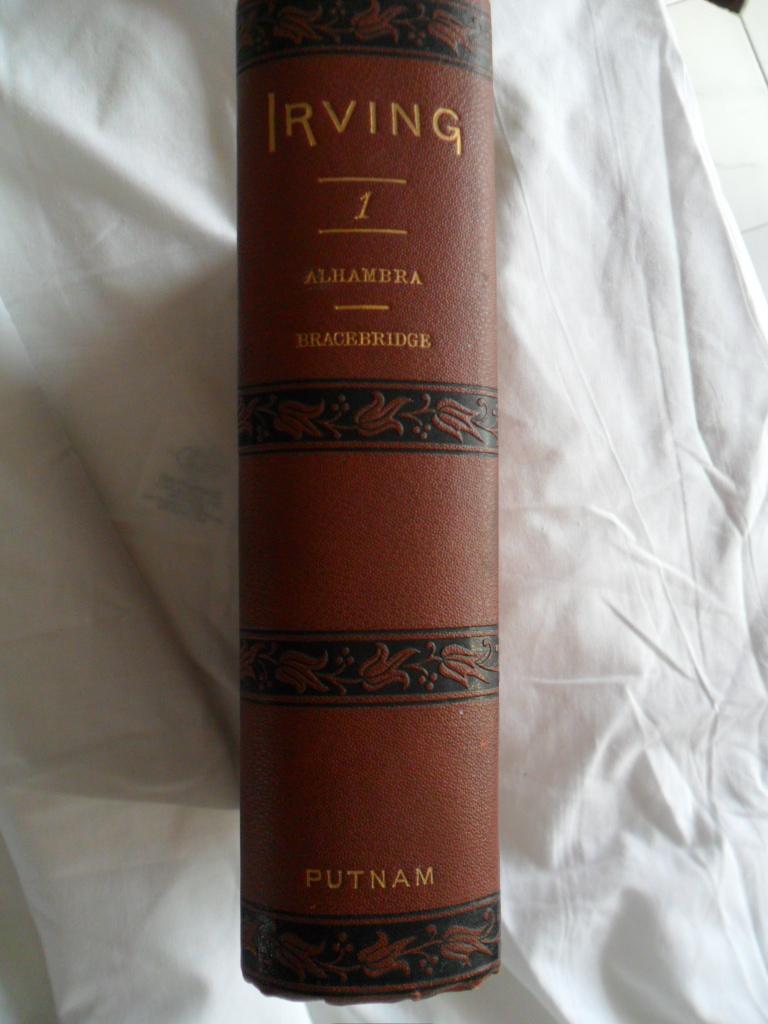 IRVING
1
ALHAMBRA
BRACEBRIDGE
PUTNAM